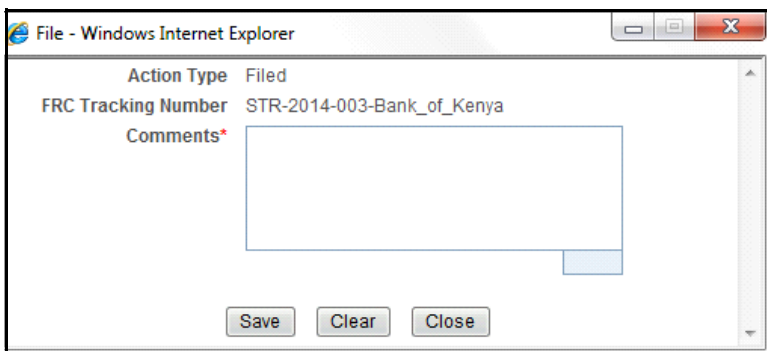 File - Windows Internet Explorer
Action Type Filed
FRC Tracking Number STR-2014-003-Bank_of_Kenya
Comments*
Save Clear Close